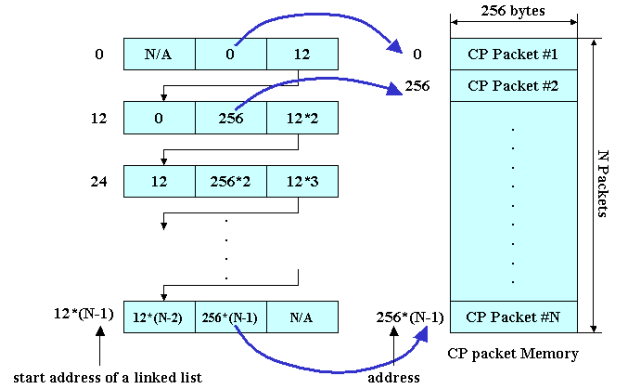 256 bytes
0 N/A 0 12 0 CP Packet #1
256 CP Packet #2
12 0 256 12*2
24 12 256*2 12*3
N Packets
12*(N-1) 12*(N-2) 256*(N-1) N/A 256*(N-1) CP Packet #N
CP packet Memory
start address of a linked list address